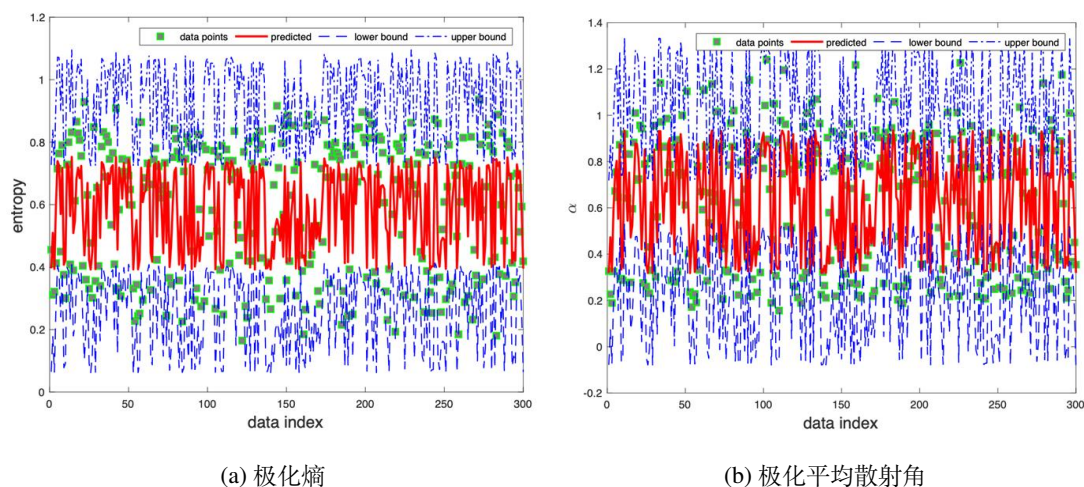 data points predicted lower bound upper bound
1.2
1
0.8
0.6
0.4
0.2
0
entropy
0 50 100 150 200 250 300
data index
(a) 极化熵
data points predicted lower bound upper bound
1.4
1.2
1
0.8
0.6
0.4
0.2
0
-0.2
α
0 50 100 150 200 250 300
data index
(b) 极化平均散射角